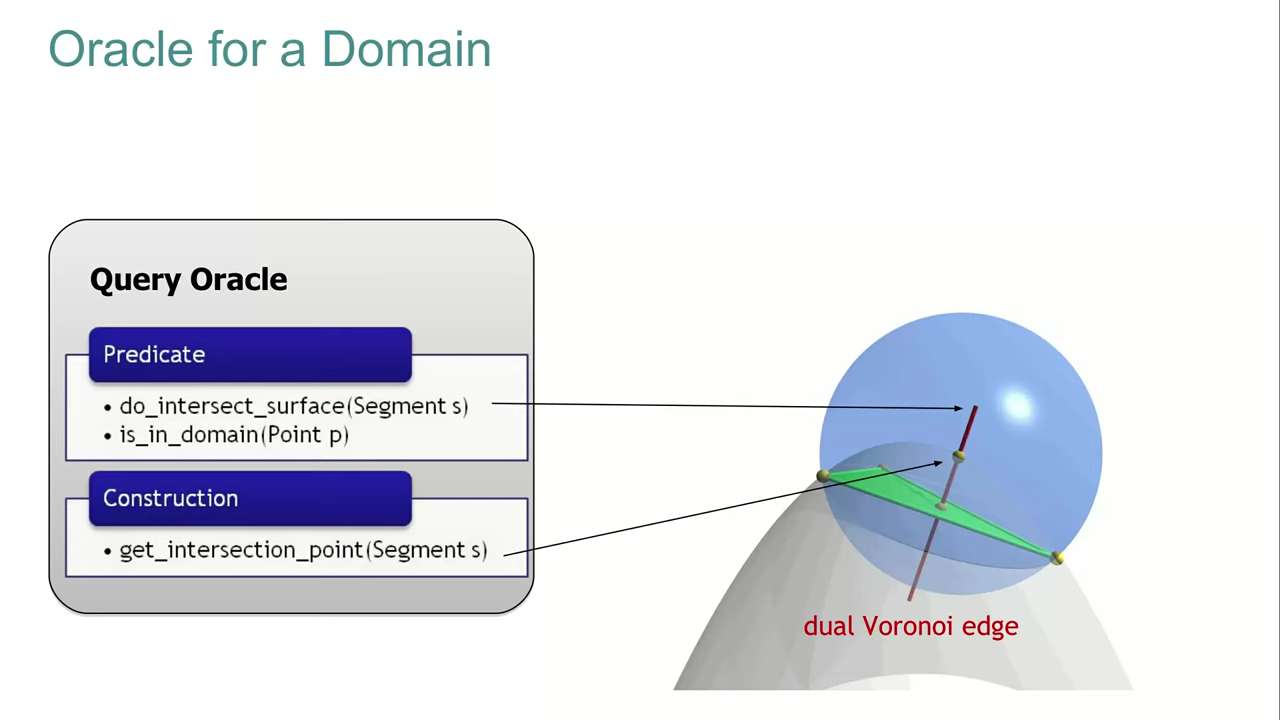 Oracle for a Domain
Query Oracle
Predicate
• do_intersect_surface(Segment s)
• is_in_domain(Point p)
Construction
• get_intersection_point(Segment s)
dual Voronoi edge